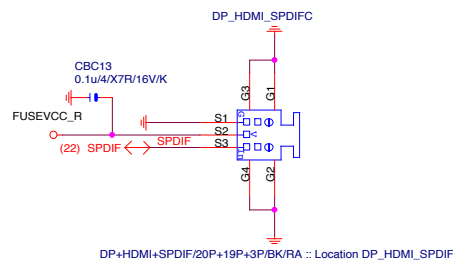 DP_HDMI_SPDIFC
CBC13
0.1u/4/X7R/16V/K
G3
G1
FUSEVCC_R
S1
S2
(22) SPDIF
SPDIF
S3
V
G4
G2
DP+HDMI+SPDIF/20P+19P+3P/BK/RA :: Location DP_HDMI_SPDIF